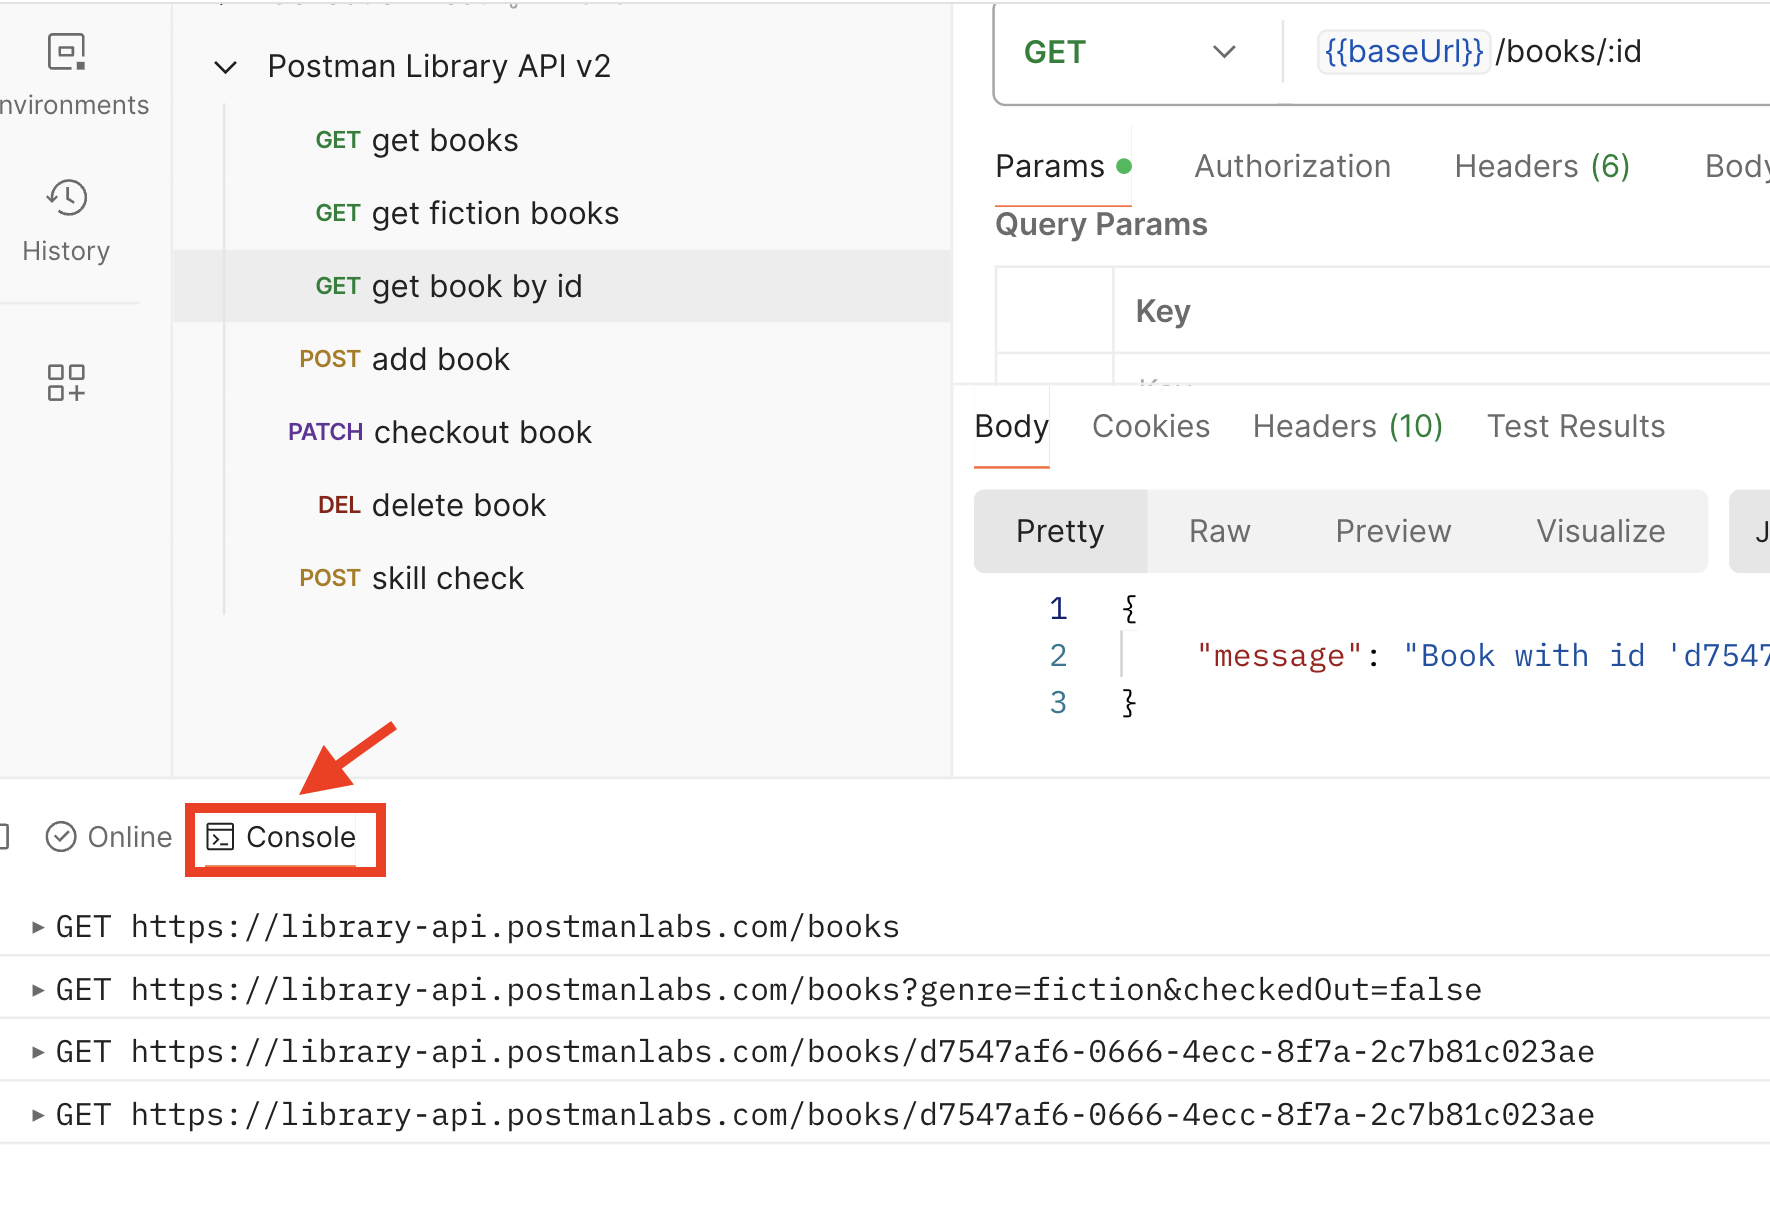 nvironments
History
Postman Library API v2
GET get books
GET get fiction books
GET get book by id
POST add book
PATCH checkout book
DEL delete book
POST skill check
GET {{baseUrl}}/books/:id
Params Authorization Headers (6) Body
Query Params
Key
Key
Body Cookies Headers (10) Test Results
Pretty Raw Preview Visualize J
1 {
2 "message": "Book with id 'd7547
3 }
Online Console
GET https://library-api.postmanlabs.com/books
GET https://library-api.postmanlabs.com/books?genre=fiction&checkedOut=false
GET https://library-api.postmanlabs.com/books/d7547af6-0666-4ecc-8f7a-2c7b81c023ae
GET https://library-api.postmanlabs.com/books/d7547af6-0666-4ecc-8f7a-2c7b81c023ae